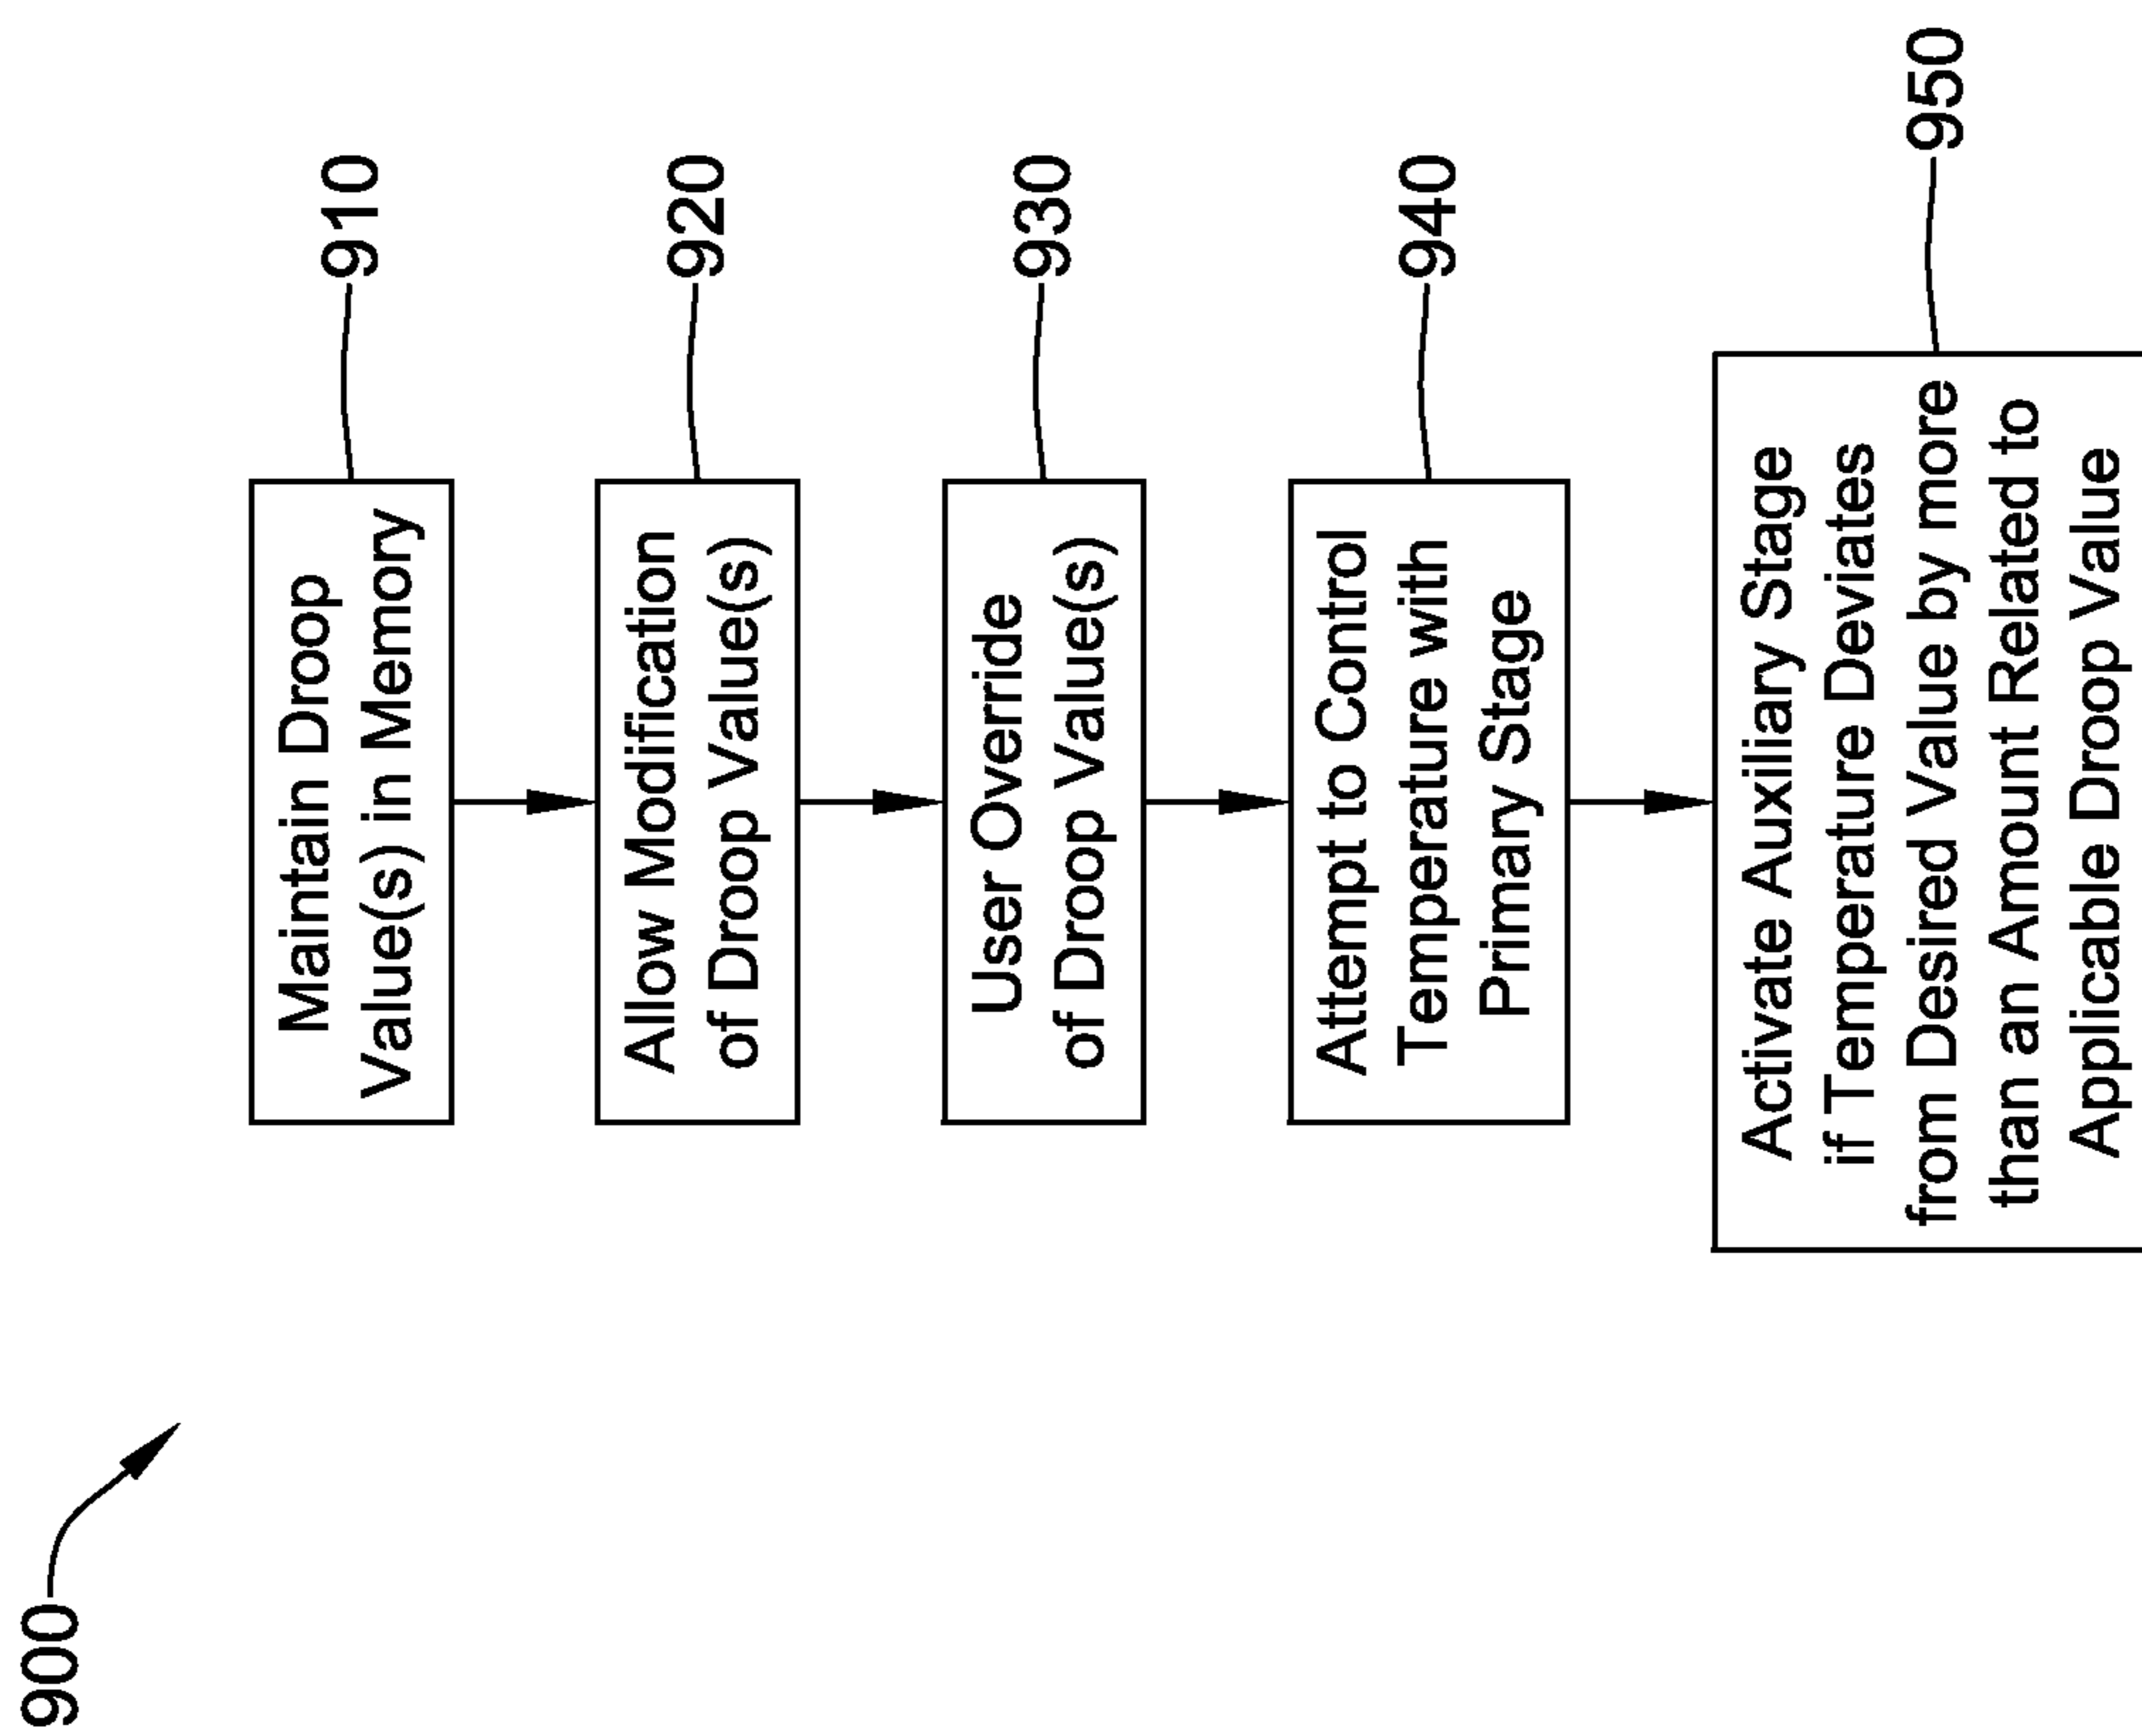 900
Maintain Droop
Value(s) in Memory
910
Allow Modification
of Droop Value(s)
920
User Override
of Droop Value(s)
930
Attempt to Control
Temperature with
Primary Stage
940
Activate Auxiliary Stage
if Temperature Deviates
from Desired Value by more
than an Amount Related to
Applicable Droop Value
950